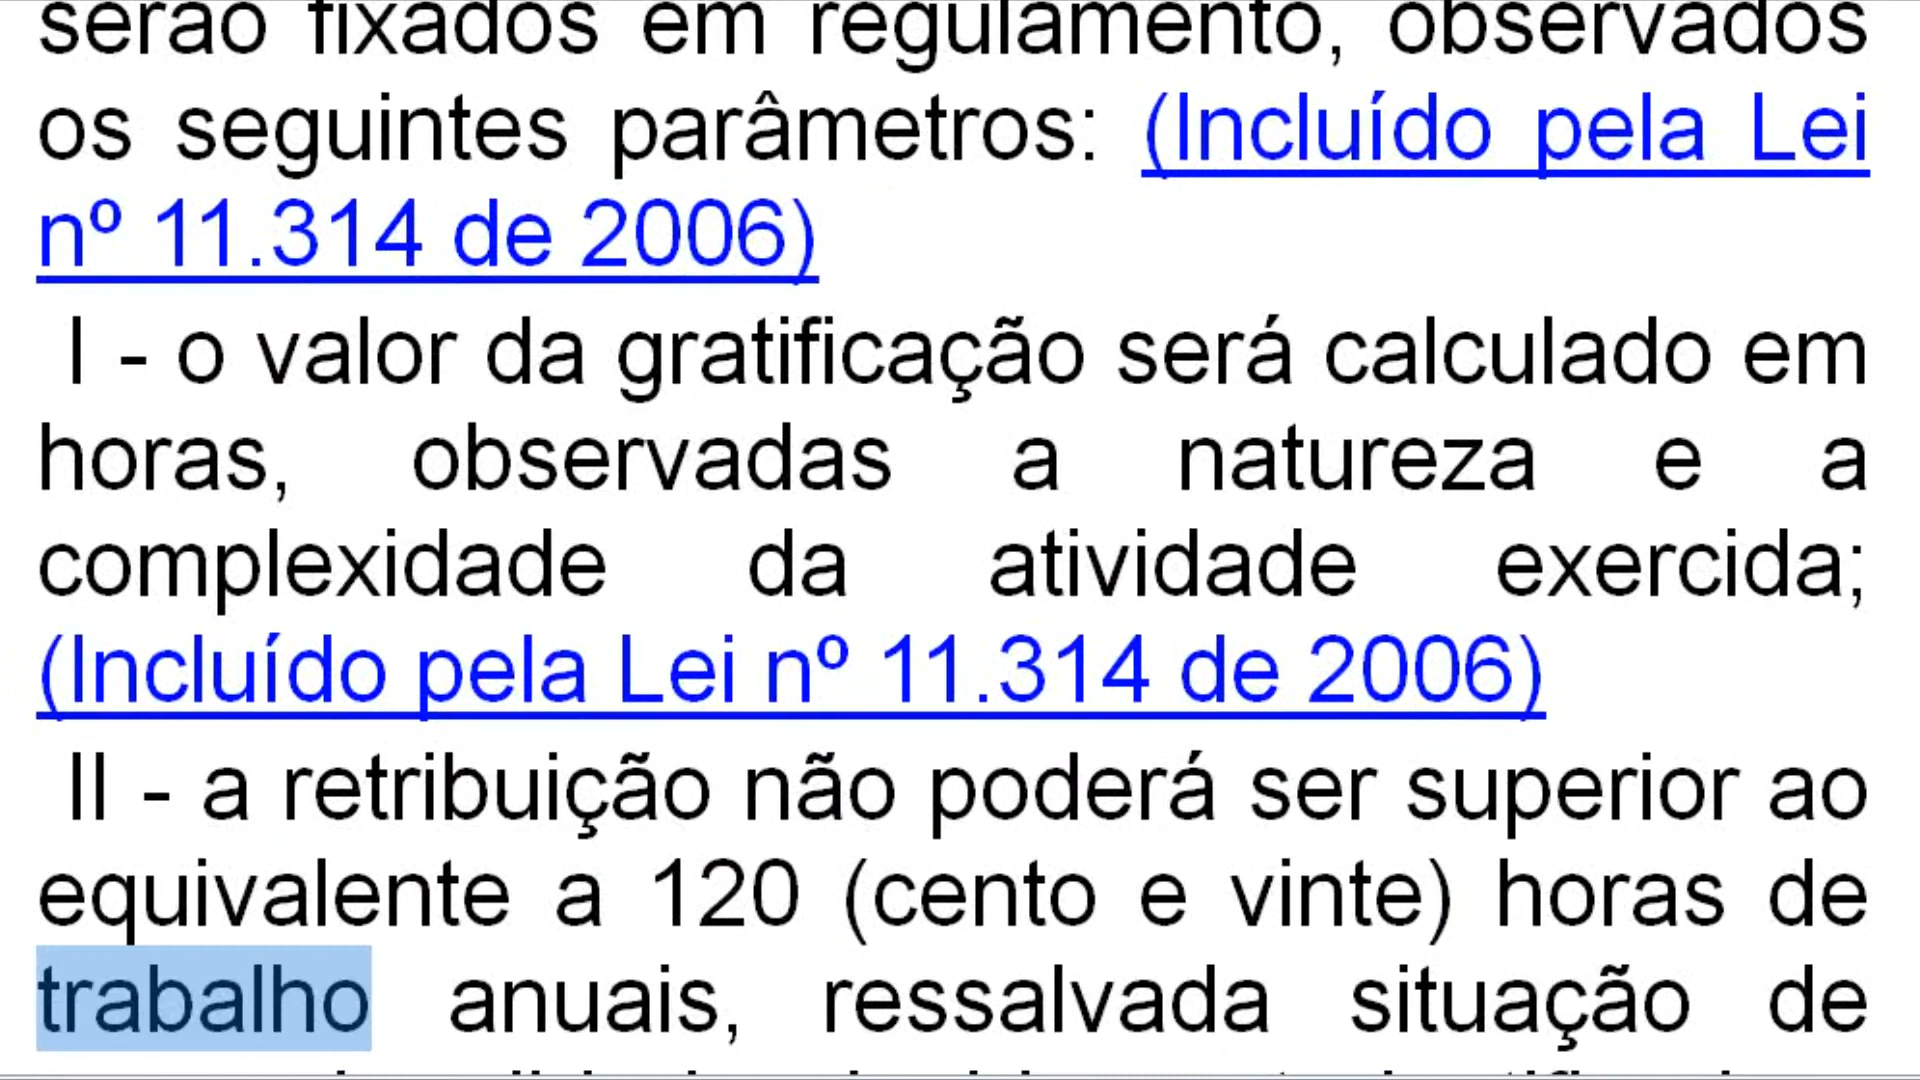 serão fixados em regulamento, observados
os seguintes parâmetros: (Incluído pela Lei
nº 11.314 de 2006)
I - o valor da gratificação será calculado em
horas, observadas a natureza e a
complexidade da atividade exercida;
(Incluído pela Lei nº 11.314 de 2006)
II - a retribuição não poderá ser superior ao
equivalente a 120 (cento e vinte) horas de
trabalho anuais, ressalvada situação de